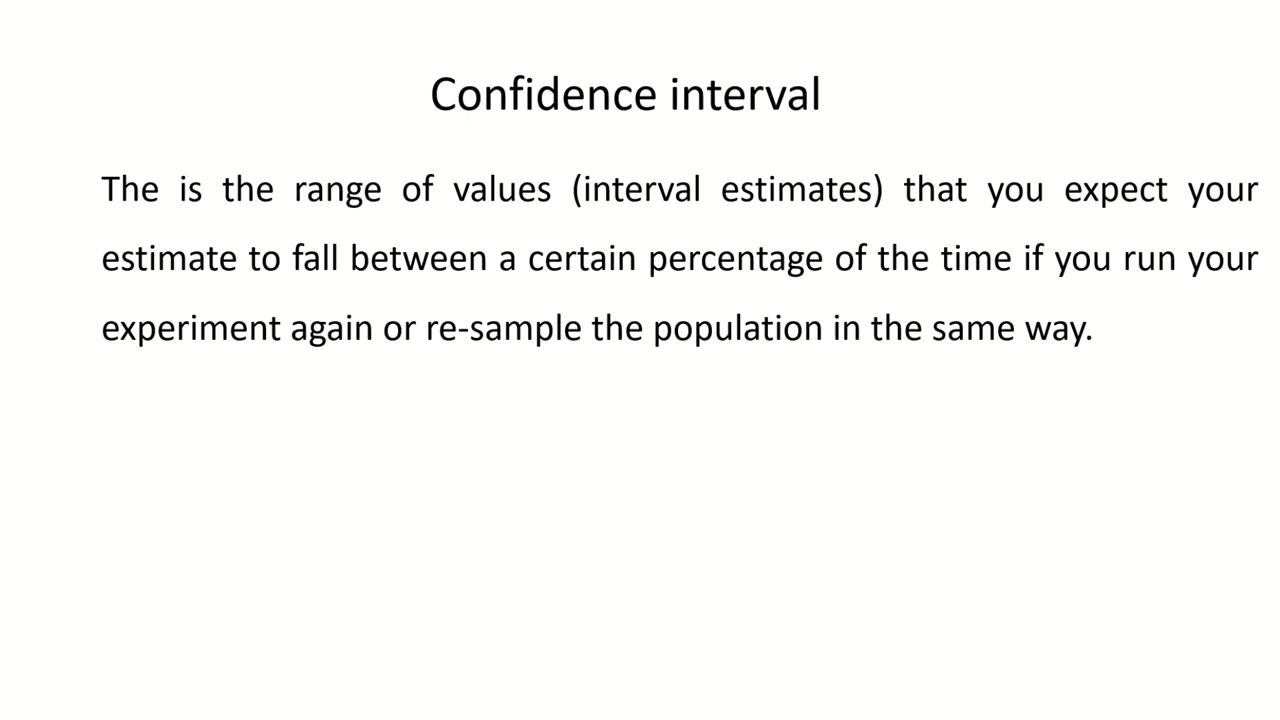 Confidence interval
The is the range of values (interval estimates) that you expect your
estimate to fall between a certain percentage of the time if you run your
experiment again or re-sample the population in the same way.